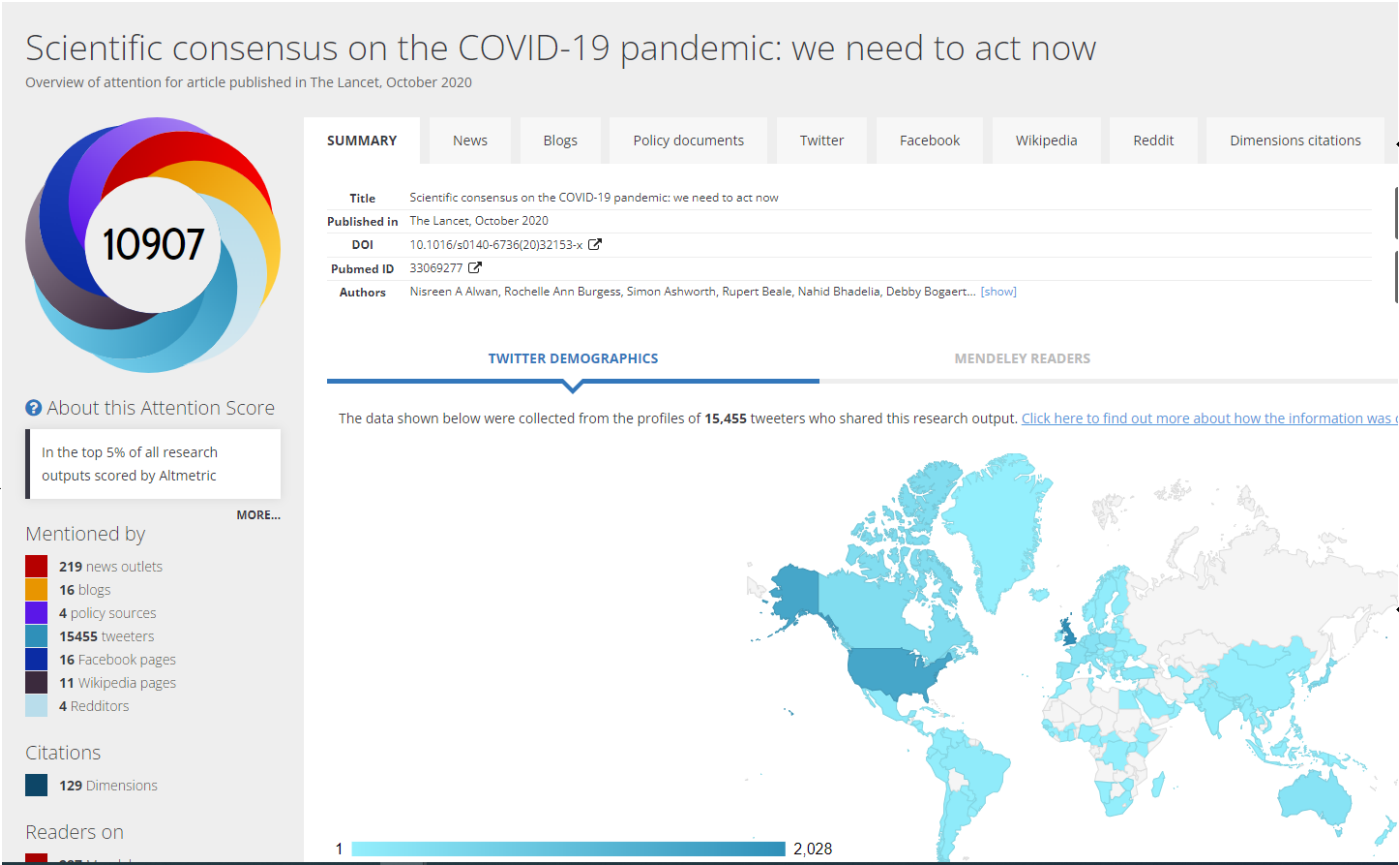 Scientific consensus on the COVID-19 pandemic: we need to act now
Overview of attention for article published in The Lancet, October 2020
10907
About this Attention Score
In the top 5% of all research
outputs scored by Altmetric
MORE...
Mentioned by
219 news outlets
16 blogs
4 policy sources
15455 tweeters
16 Facebook pages
11 Wikipedia pages
4 Redditors
Citations
129 Dimensions
Readers on
SUMMARY News Blogs Policy documents Twitter Facebook Wikipedia Reddit Dimensions citations
Title Scientific consensus on the COVID-19 pandemic: we need to act now
Published in The Lancet, October 2020
DOI 10.1016/s0140-6736(20)32153-x
Pubmed ID 33069277
Authors Nisreen A Alwan, Rochelle Ann Burgess, Simon Ashworth, Rupert Beale, Nahid Bhadelia, Debby Bogaert... [show]
TWITTER DEMOGRAPHICS MENDELEY READERS
The data shown below were collected from the profiles of 15,455 tweeters who shared this research output. Click here to find out more about how the information was
1 2,028